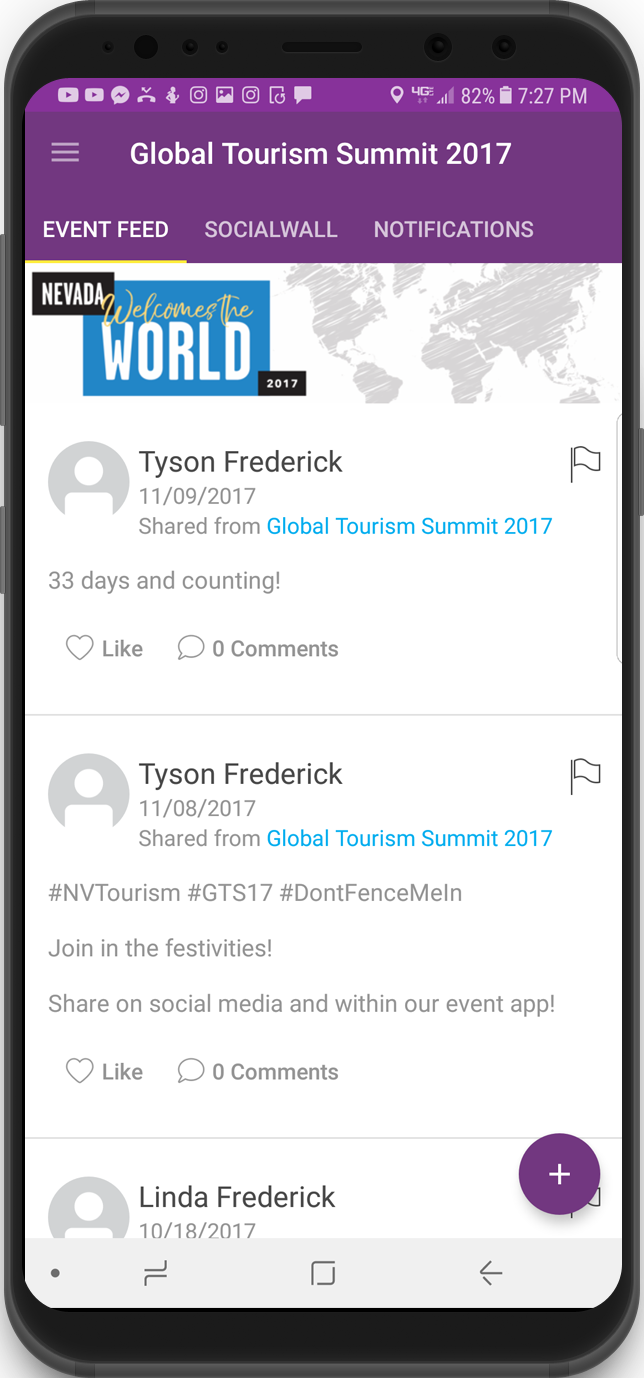 4GE 82% 7:27 PM
Global Tourism Summit 2017
EVENT FEED SOCIALWALL NOTIFICATIONS
NEVADA
Welcomes the
WORLD
2017
Tyson Frederick
11/09/2017
Shared from Global Tourism Summit 2017
33 days and counting!
Like 0 Comments
Tyson Frederick
11/08/2017
Shared from Global Tourism Summit 2017
#NVTourism #GTS17 #DontFenceMeIn
Join in the festivities!
Share on social media and within our event app!
Like 0 Comments
+
Linda Frederick
10/18/2017